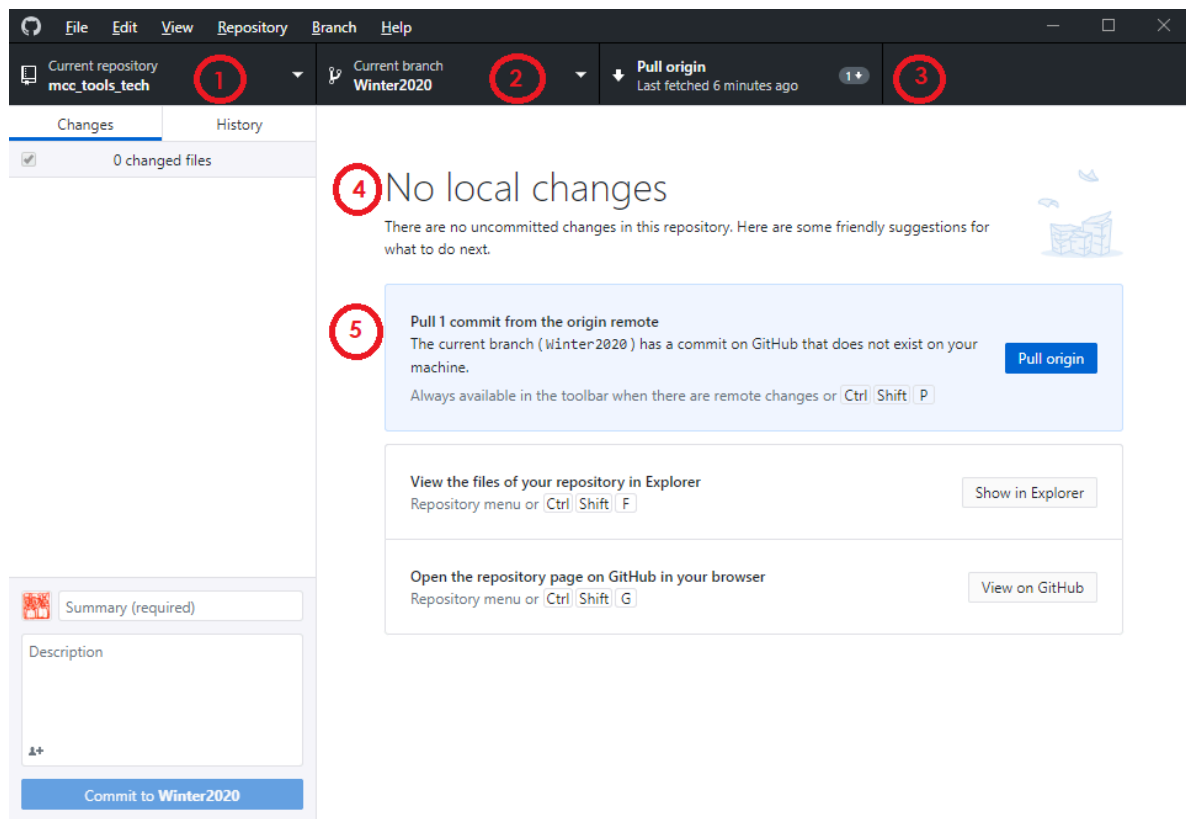 File Edit View Repository Branch Help
Current repository
mcc_tools_tech
1
Current branch
Winter2020
2
Pull origin
Last fetched 6 minutes ago
1
3
Changes History
0 changed files
4
No local changes
There are no uncommitted changes in this repository. Here are some friendly suggestions for
what to do next.
5
Pull 1 commit from the origin remote
The current branch (Winter2020) has a commit on GitHub that does not exist on your
machine.
Always available in the toolbar when there are remote changes or Ctrl Shift P
Pull origin
View the files of your repository in Explorer
Repository menu or Ctrl Shift F
Show in Explorer
Open the repository page on GitHub in your browser
Repository menu or Ctrl Shift G
View on GitHub
Summary (required)
Description
Commit to Winter2020